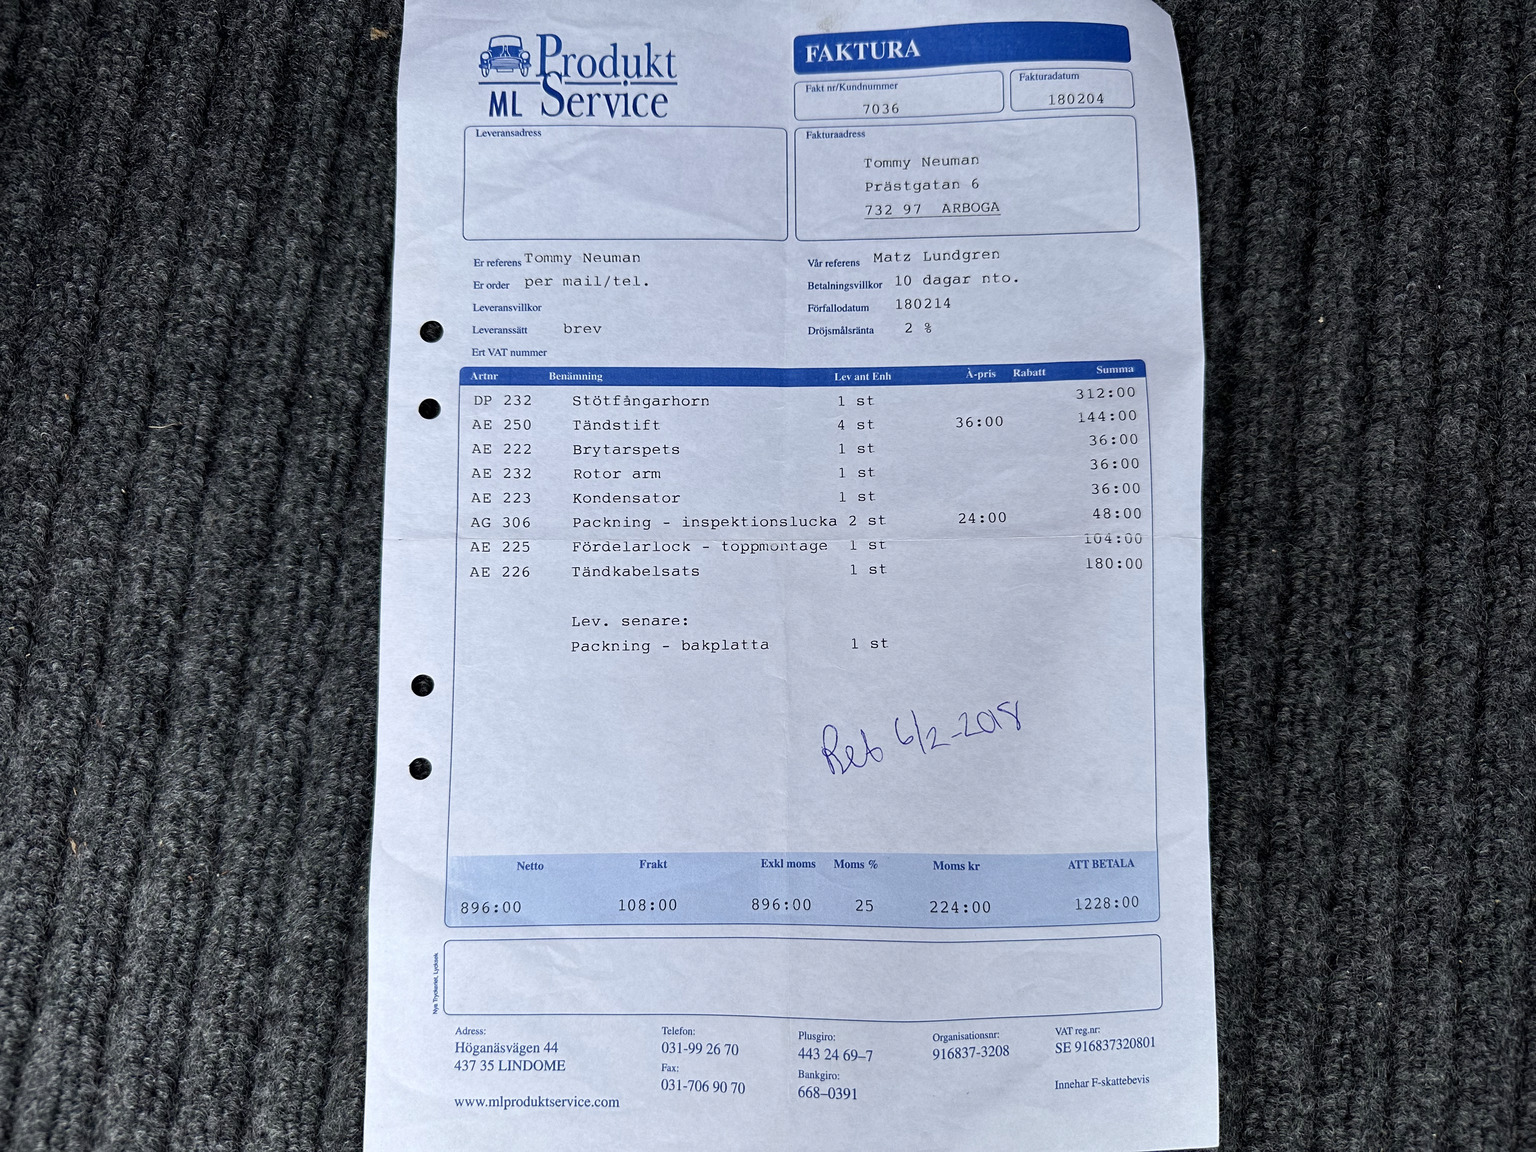 Produkt
ML Service
FAKTURA
Fakt nr/Kundnummer
7036
Fakturadatum
180204
Leveransadress
Fakturaadress
Tommy Neuman
Prästgatan 6
732 97 ARBOGA
Er referens Tommy Neuman
Er order per mail/tel.
Leveransvillkor
Leveranssätt brev
Ert VAT nummer
Vår referens Matz Lundgren
Betalningsvillkor 10 dagar nto.
Förfallodatum 180214
Dröjsmålsränta 2 %
Artnr Benämning Lev ant Enh À-pris Rabatt Summa
DP 232 Stötfångarhorn 1 st 312:00
AE 250 Tändstift 4 st 36:00 144:00
AE 222 Brytarspets 1 st 36:00
AE 232 Rotor arm 1 st 36:00
AE 223 Kondensator 1 st 36:00
AG 306 Packning - inspektionslucka 2 st 24:00 48:00
AE 225 Fördelarlock - toppmontage 1 st 104:00
AE 226 Tändkabelsats 1 st 180:00
Lev. senare:
Packning - bakplatta 1 st
Bet 6/2-2018
Netto Frakt Exkl moms Moms % Moms kr ATT BETALA
896:00 108:00 896:00 25 224:00 1228:00
Nya Tryckeriet, Lycksele
Adress:
Höganäsvägen 44
437 35 LINDOME
www.mlproduktservice.com
Telefon:
031-99 26 70
Fax:
031-706 90 70
Plusgiro:
443 24 69–7
Bankgiro:
668–0391
Organisationsnr:
916837-3208
VAT reg.nr:
SE 916837320801
Innehar F-skattebevis